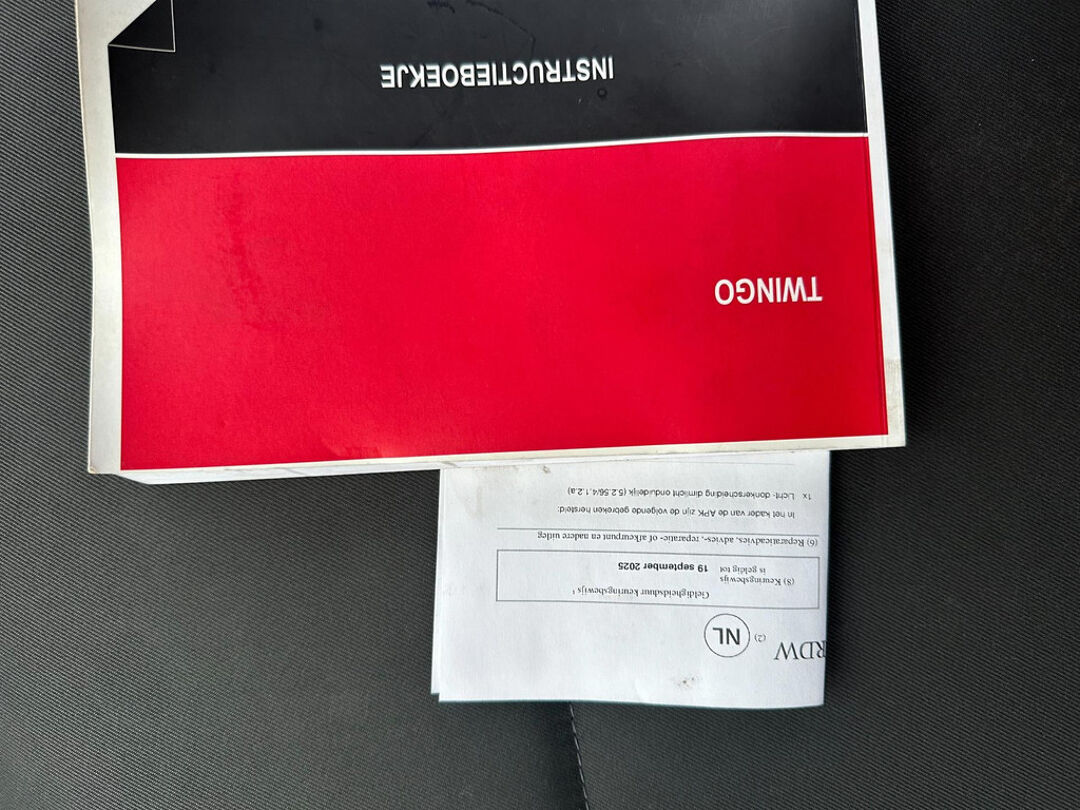 RDW (2) NL
Geldigheidsduur keuringsbewijs ¹
(8) Keuringsbewijs
is geldig tot 19 september 2025
(6) Reparatieadvies, advies-, reparatie- of afkeurpunt en nadere uitleg
In het kader van de APK zijn de volgende gebreken hersteld:
1x Licht- donkerscheiding dimlicht onduidelijk (5.2.56/4.1.2.a)
TWINGO
INSTRUCTIEBOEKJE